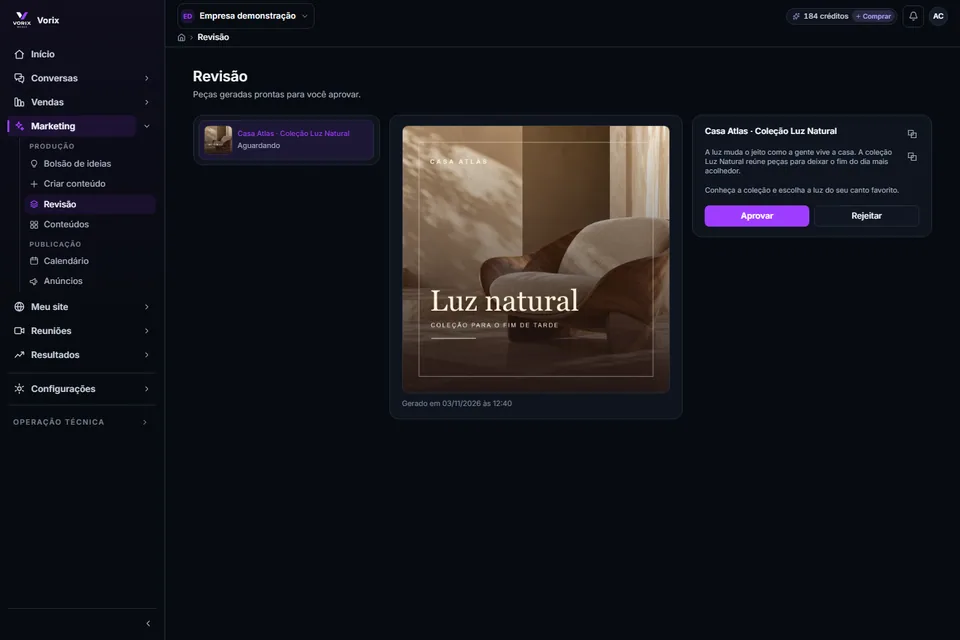 VORIX
Vorix
Início
Conversas
Vendas
Marketing
PRODUÇÃO
Bolsão de ideias
Criar conteúdo
Revisão
Conteúdos
PUBLICAÇÃO
Calendário
Anúncios
Meu site
Reuniões
Resultados
Configurações
OPERAÇÃO TÉCNICA
ED Empresa demonstração
184 créditos + Comprar
AC
Revisão
Revisão
Peças geradas prontas para você aprovar.
Casa Atlas · Coleção Luz Natural
Aguardando
CASA ATLAS
Luz natural
COLEÇÃO PARA O FIM DE TARDE
Gerado em 03/11/2026 às 12:40
Casa Atlas · Coleção Luz Natural
A luz muda o jeito como a gente vive a casa. A coleção
Luz Natural reúne peças para deixar o fim do dia mais
acolhedor.
Conheça a coleção e escolha a luz do seu canto favorito.
Aprovar
Rejeitar